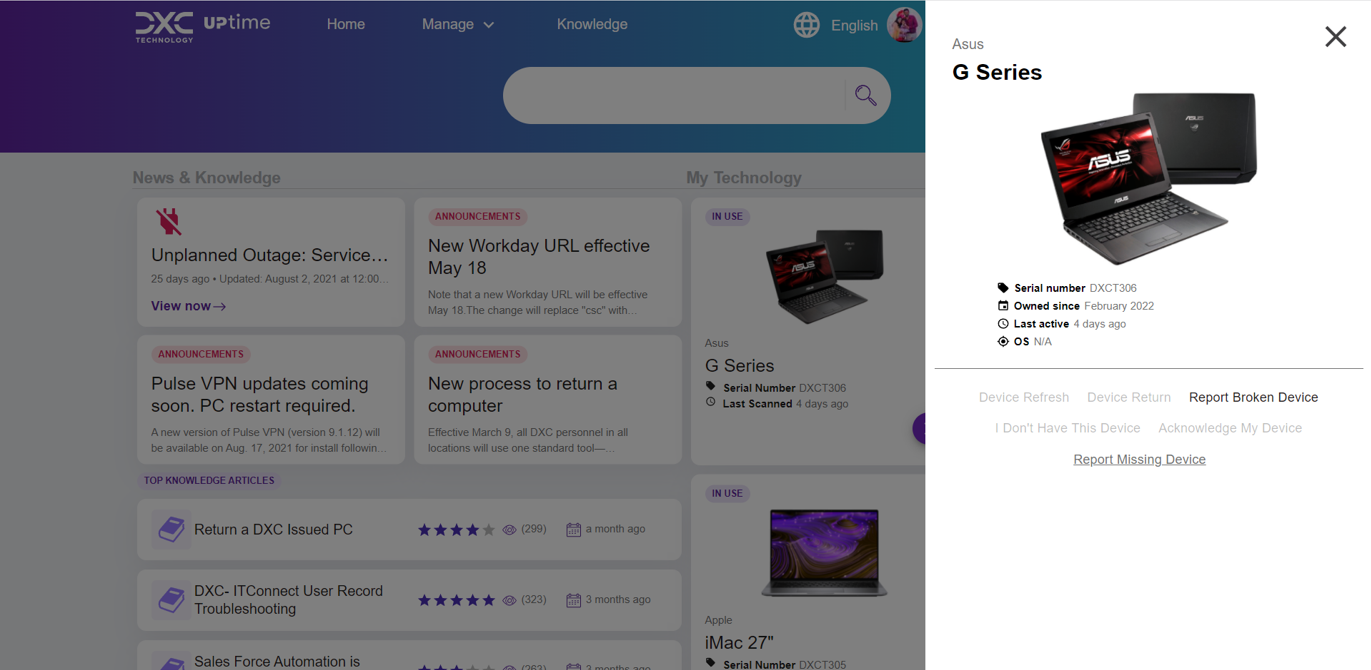 DXC
TECHNOLOGY
UPtime
Home
Manage
Knowledge
English
News & Knowledge
Unplanned Outage: Service…
25 days ago • Updated: August 2, 2021 at 12:00…
View now
ANNOUNCEMENTS
New Workday URL effective
May 18
Note that a new Workday URL will be effective
May 18.The change will replace "csc" with…
ANNOUNCEMENTS
Pulse VPN updates coming
soon. PC restart required.
A new version of Pulse VPN (version 9.1.12) will
be available on Aug. 17, 2021 for install followin…
ANNOUNCEMENTS
New process to return a
computer
Effective March 9, all DXC personnel in all
locations will use one standard tool—…
TOP KNOWLEDGE ARTICLES
Return a DXC Issued PC
(299)
a month ago
DXC- ITConnect User Record
Troubleshooting
(323)
3 months ago
Sales Force Automation is
(263)
3 months ago
My Technology
IN USE
ASUS
Asus
G Series
Serial Number DXCT306
Last Scanned 4 days ago
IN USE
Apple
iMac 27"
Serial Number DXCT305
Asus
G Series
ASUS
ASUS
ASUS
Serial number DXCT306
Owned since February 2022
Last active 4 days ago
OS N/A
Device Refresh
Device Return
Report Broken Device
I Don't Have This Device
Acknowledge My Device
Report Missing Device